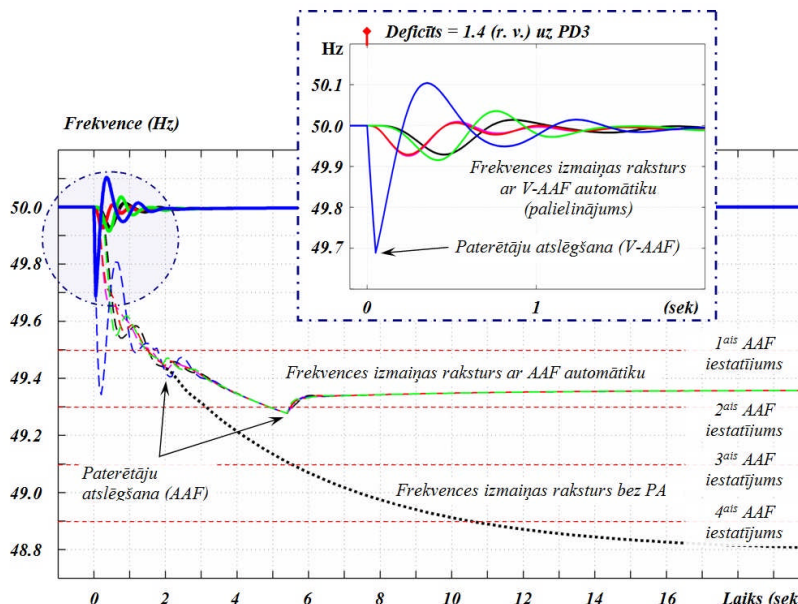 Deficīts = 1.4 (r. v.) uz PD3
Hz
50.1
50.0
49.9
49.8
49.7
0
1
(sek)
Frekvences izmaiņas raksturs
ar V-AAF automātiku
(palielinājums)
Paterētāju atslēgšana (V-AAF)
Frekvence (Hz)
50.0
49.8
49.6
49.4
49.2
49.0
48.8
1ais AAF
iestatījums
Frekvences izmaiņas raksturs ar AAF automātiku
2ais AAF
iestatījums
3ais AAF
iestatījums
Paterētāju
atslēgšana (AAF)
Frekvences izmaiņas raksturs bez PA
4ais AAF
iestatījums
0
2
4
6
8
10
12
14
16
Laiks (sek